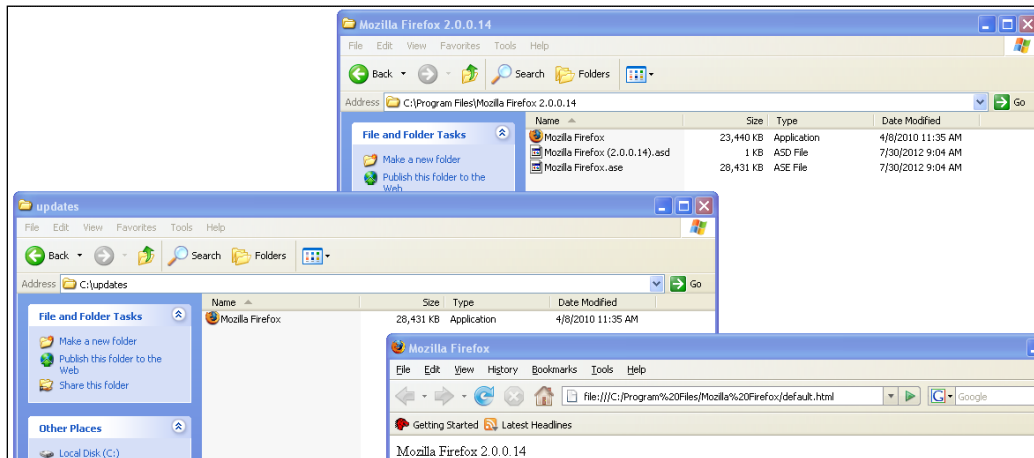 Mozilla Firefox 2.0.0.14
File Edit View Favorites Tools Help
Back Search Folders
Address C:\Program Files\Mozilla Firefox 2.0.0.14 Go
File and Folder Tasks
Make a new folder
Publish this folder to the
Web
Name Size Type Date Modified
Mozilla Firefox 23,440 KB Application 4/8/2010 11:35 AM
Mozilla Firefox (2.0.0.14).asd 1 KB ASD File 7/30/2012 9:04 AM
Mozilla Firefox.ase 28,431 KB ASE File 7/30/2012 9:04 AM
updates
File Edit View Favorites Tools Help
Back Search Folders
Address C:\updates Go
File and Folder Tasks
Make a new folder
Publish this folder to the
Web
Share this folder
Other Places
Local Disk (C:)
Name Size Type Date Modified
Mozilla Firefox 28,431 KB Application 4/8/2010 11:35 AM
Mozilla Firefox
File Edit View History Bookmarks Tools Help
file:///C:/Program%20Files/Mozilla%20Firefox/default.html G Google
Getting Started Latest Headlines
Mozilla Firefox 2.0.0.14